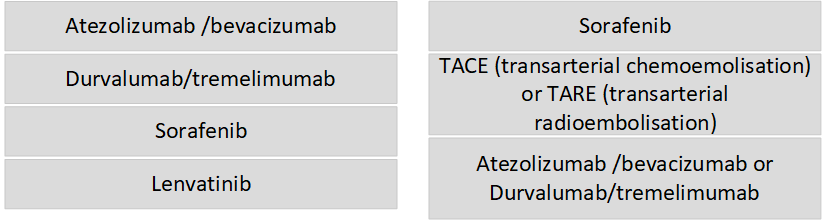 Atezolizumab /bevacizumab
Durvalumab/tremelimumab
Sorafenib
Lenvatinib
Sorafenib
TACE (transarterial chemoemolisation)
or TARE (transarterial
radioembolisation)
Atezolizumab /bevacizumab or
Durvalumab/tremelimumab